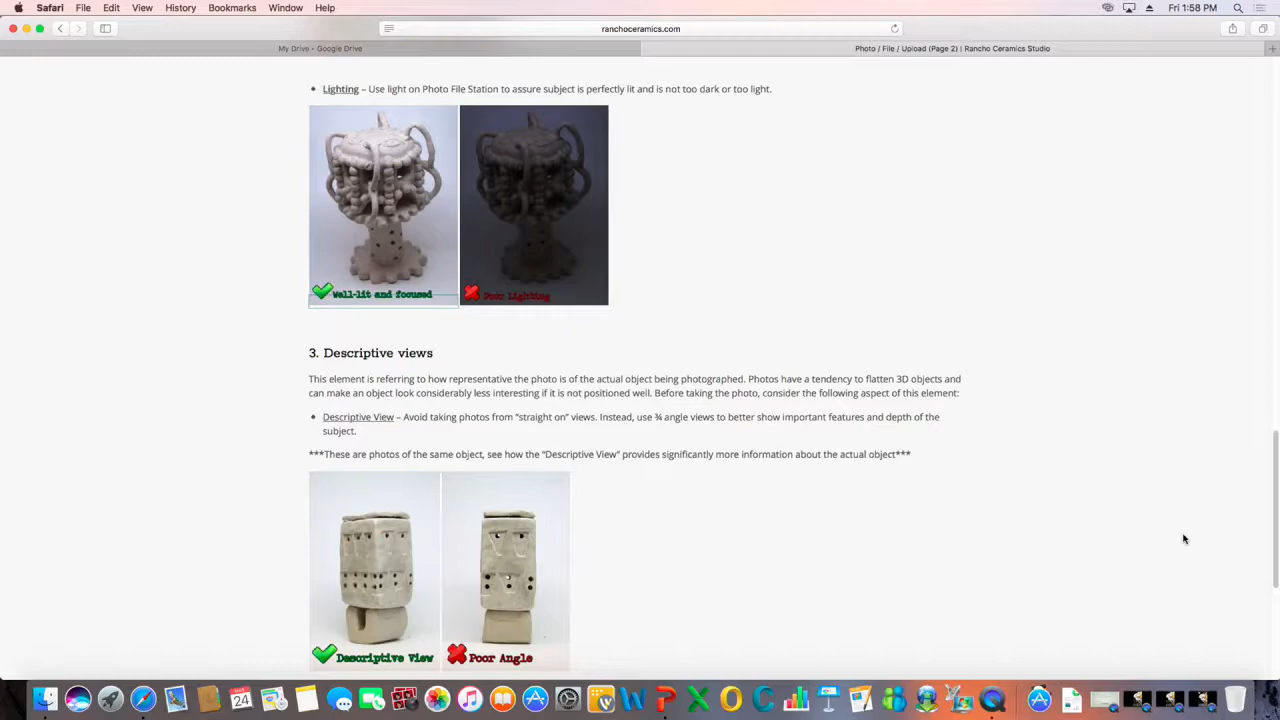 Safari File Edit View History Bookmarks Window Help Fri 1:58 PM
ranchoceramics.com
My Drive - Google Drive Photo / File / Upload (Page 2) | Rancho Ceramics Studio
• Lighting – Use light on Photo File Station to assure subject is perfectly lit and is not too dark or too light.
Well-lit and focused Poor Lighting
3. Descriptive views
This element is referring to how representative the photo is of the actual object being photographed. Photos have a tendency to flatten 3D objects and
can make an object look considerably less interesting if it is not positioned well. Before taking the photo, consider the following aspect of this element:
• Descriptive View – Avoid taking photos from “straight on” views. Instead, use ¾ angle views to better show important features and depth of the
subject.
***These are photos of the same object, see how the “Descriptive View” provides significantly more information about the actual object***
Descriptive View Poor Angle
24